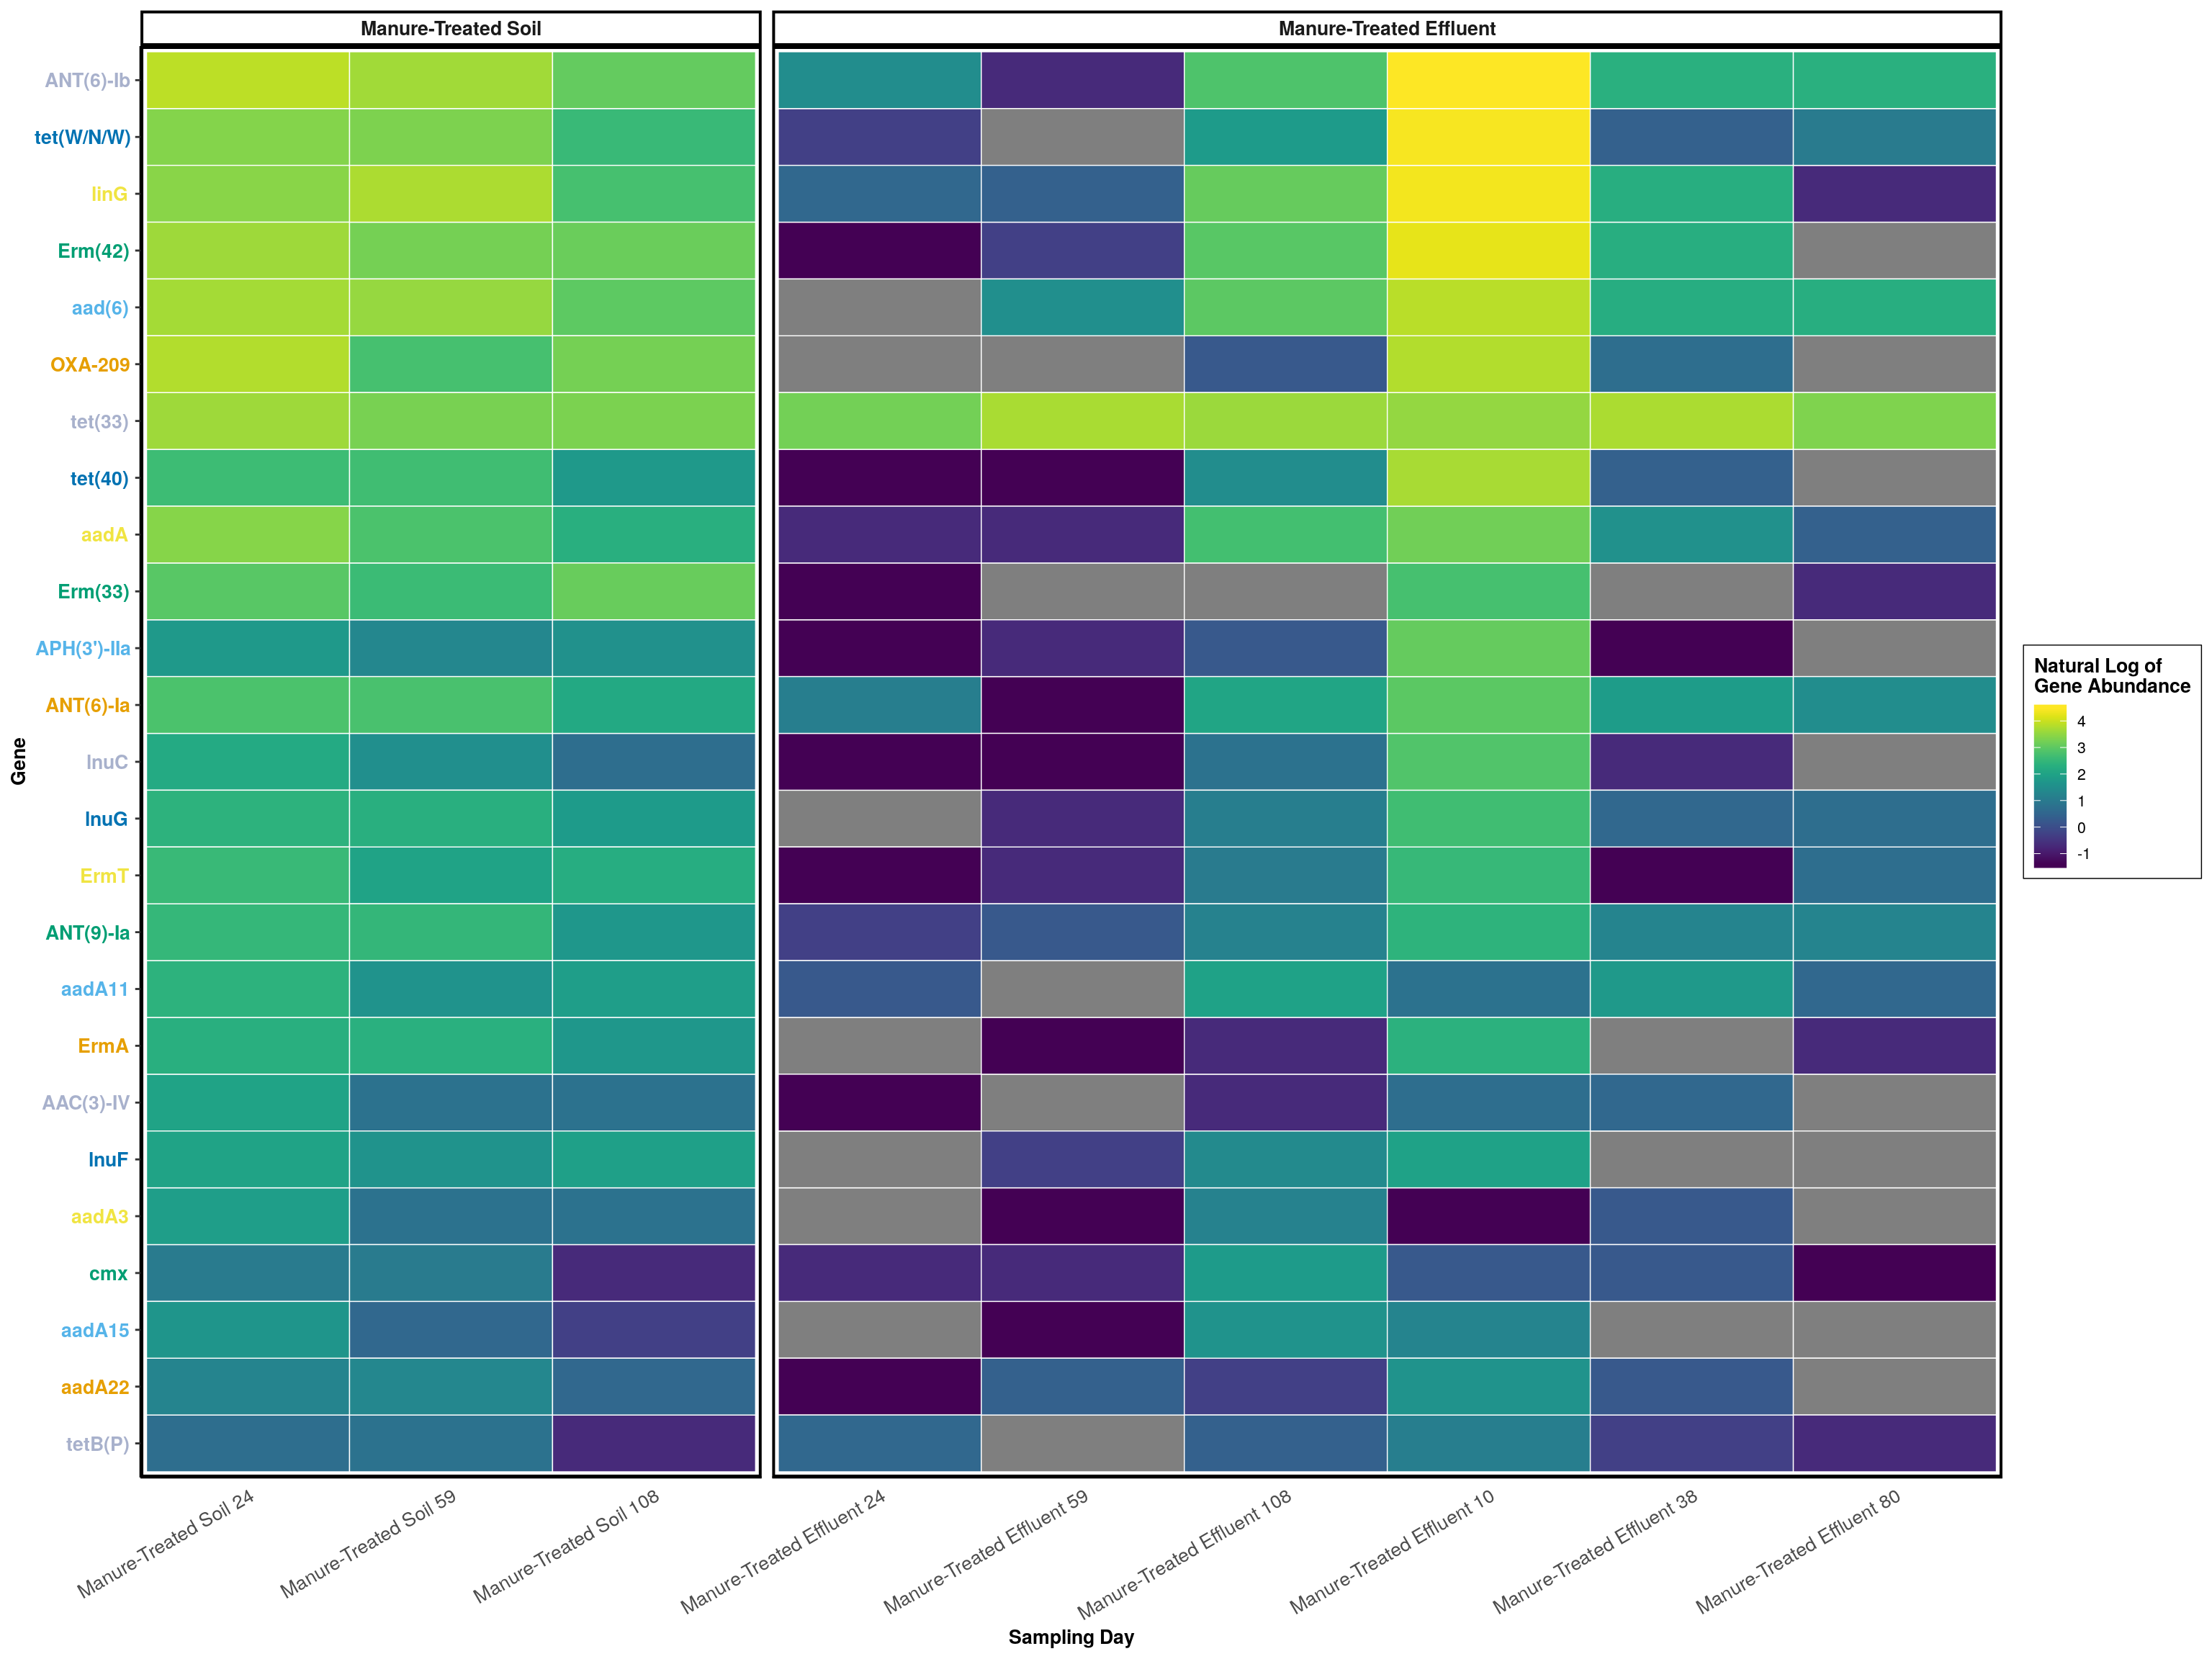 Manure-Treated Soil
Manure-Treated Effluent
ANT(6)-Ib
tet(W/N/W)
linG
Erm(42)
aad(6)
OXA-209
tet(33)
tet(40)
aadA
Erm(33)
APH(3')-IIa
ANT(6)-Ia
lnuC
lnuG
ErmT
ANT(9)-Ia
aadA11
ErmA
AAC(3)-IV
lnuF
aadA3
cmx
aadA15
aadA22
tetB(P)
Gene
Manure-Treated Soil 24
Manure-Treated Soil 59
Manure-Treated Soil 108
Manure-Treated Effluent 24
Manure-Treated Effluent 59
Manure-Treated Effluent 108
Manure-Treated Effluent 10
Manure-Treated Effluent 38
Manure-Treated Effluent 80
Sampling Day
Natural Log of
Gene Abundance
4
3
2
1
0
-1